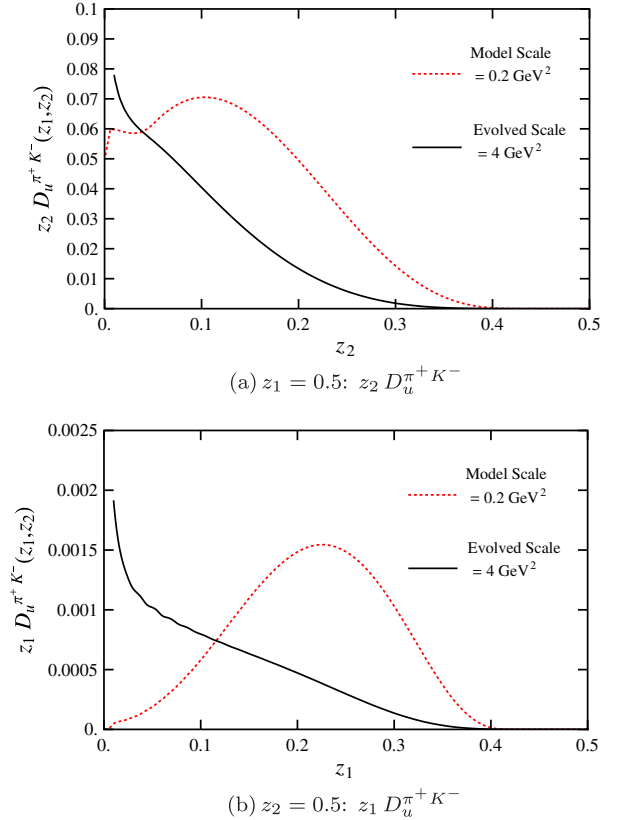 0.1
0.09
0.08
0.07
0.06
0.05
0.04
0.03
0.02
0.01
0.
z₂ D_u^{π⁺ K⁻}(z₁,z₂)
Model Scale
= 0.2 GeV²
Evolved Scale
= 4 GeV²
0. 0.1 0.2 0.3 0.4 0.5
z₂
(a) z₁ = 0.5: z₂ D_u^{π⁺K⁻}
0.0025
0.002
0.0015
0.001
0.0005
0.
z₁ D_u^{π⁺ K⁻}(z₁,z₂)
Model Scale
= 0.2 GeV²
Evolved Scale
= 4 GeV²
0. 0.1 0.2 0.3 0.4 0.5
z₁
(b) z₂ = 0.5: z₁ D_u^{π⁺K⁻}